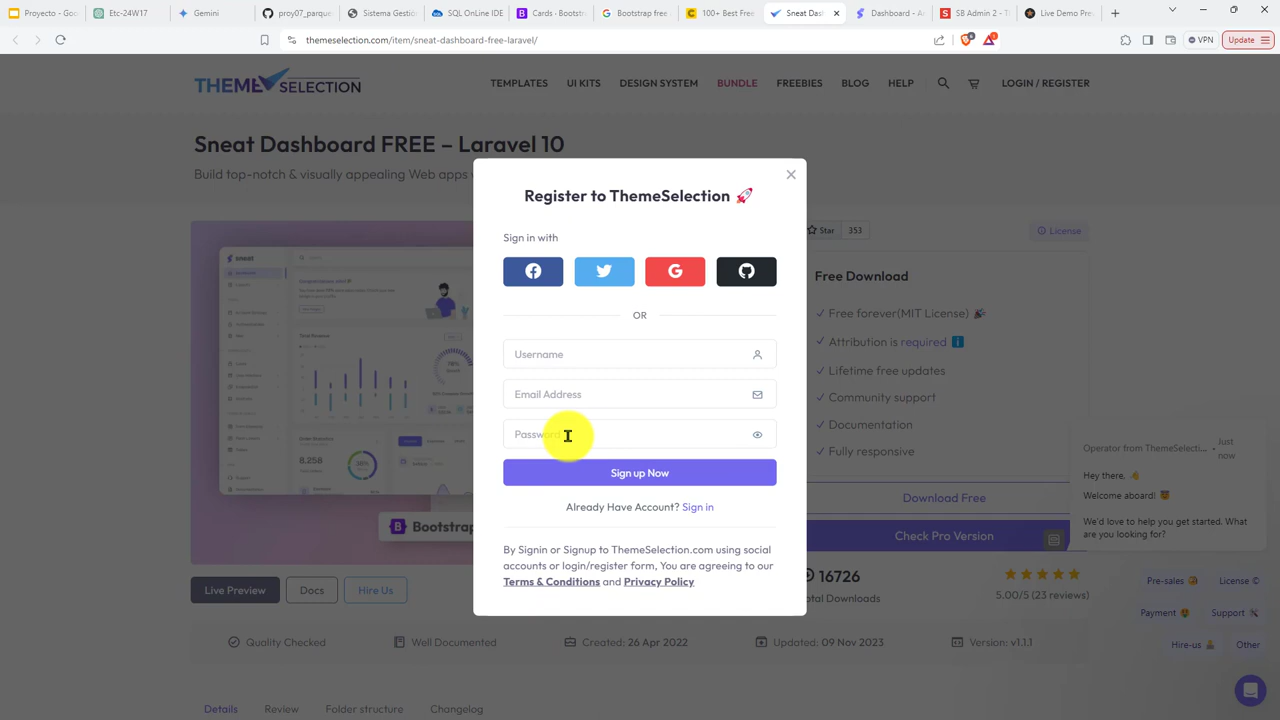 Proyecto - Goo
Etc-24W17
Gemini
proy07_parque
Sistema Gesti
SQL OnLine IDE
Cards · Bootst
Bootstrap free
100+ Best Free
Sneat Das
Dashboard - A
SB Admin 2 - T
Live Demo Pre
themeselection.com/item/sneat-dashboard-free-laravel/
VPN
Update
THEME SELECTION
TEMPLATES
UI KITS
DESIGN SYSTEM
BUNDLE
FREEBIES
BLOG
HELP
LOGIN / REGISTER
Sneat Dashboard FREE – Laravel 10
Build top-notch & visually appealing Web apps
Register to ThemeSelection 🚀
Sign in with
OR
Username
Email Address
Password
Sign up Now
Already Have Account? Sign in
By Signin or Signup to ThemeSelection.com using social
accounts or login/register form, You are agreeing to our
Terms & Conditions and Privacy Policy
sneat
Bootstrap
Star 353
License
Free Download
Free forever(MIT License) 🎉
Attribution is required ℹ️
Lifetime free updates
Community support
Documentation
Fully responsive
Download Free
Check Pro Version
16726
5.00/5 (23 reviews)
Operator from ThemeSelecti... • Just now
Hey there, 👋
Welcome aboard!
We'd love to help you get started. What
are you looking for?
Pre-sales
License ©
Payment
Support
Hire-us
Other
Live Preview
Docs
Hire Us
Quality Checked
Well Documented
Created: 26 Apr 2022
Updated: 09 Nov 2023
Version: v1.1.1
Details
Review
Folder structure
Changelog